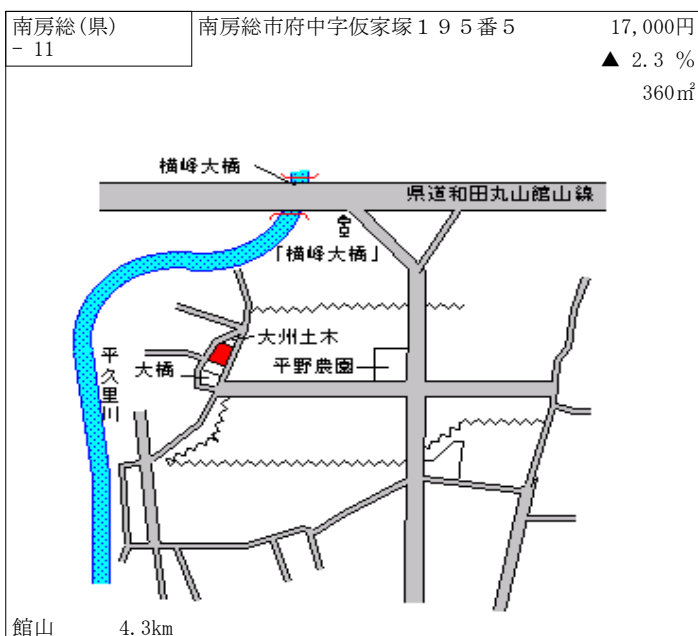 南房総(県)
- 11
南房総市府中字仮家塚１９５番５
17,000円
▲ 2.3 %
360㎡
横峰大橋
県道和田丸山館山線
「横峰大橋」
大州土木
平野農園
大橋
平久里川
館山 4.3km